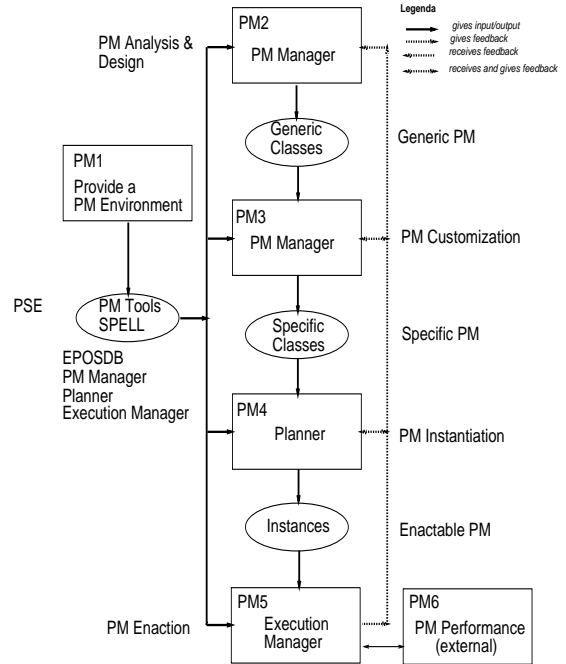 Legenda
gives input/output
gives feedback
receives feedback
receives and gives feedback
PM Analysis &
Design
PM2
PM Manager
Generic
Classes
Generic PM
PM1
Provide a
PM Environment
PM3
PM Manager
PM Customization
PSE
PM Tools
SPELL
EPOSDB
PM Manager
Planner
Execution Manager
Specific
Classes
Specific PM
PM4
Planner
PM Instantiation
Instances
Enactable PM
PM Enaction
PM5
Execution
Manager
PM6
PM Performance
(external)